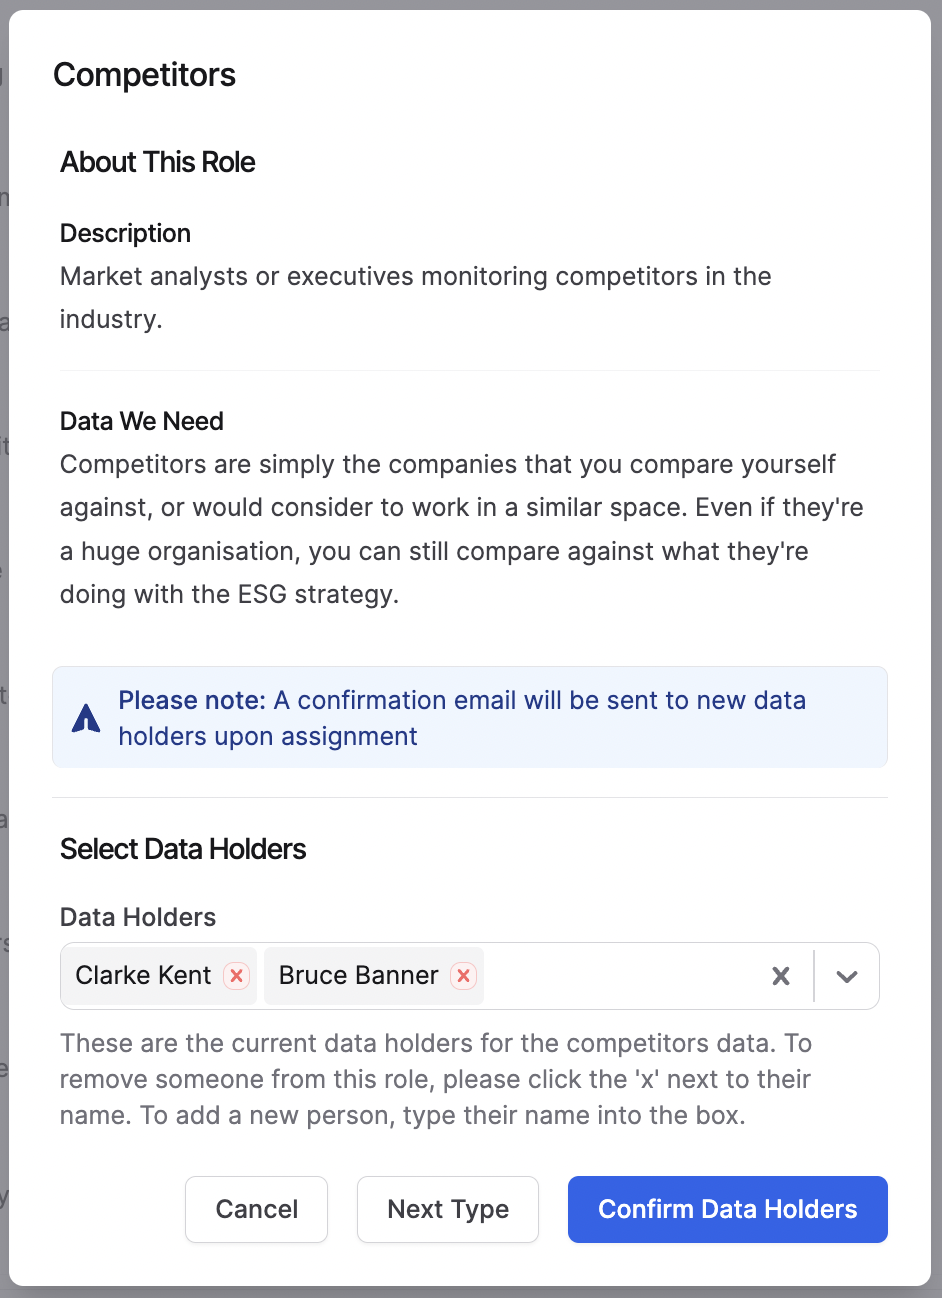 Competitors
About This Role
Description
Market analysts or executives monitoring competitors in the
industry.
Data We Need
Competitors are simply the companies that you compare yourself
against, or would consider to work in a similar space. Even if they're
a huge organisation, you can still compare against what they're
doing with the ESG strategy.
Please note: A confirmation email will be sent to new data
holders upon assignment
Select Data Holders
Data Holders
Clarke Kent Bruce Banner
These are the current data holders for the competitors data. To
remove someone from this role, please click the 'x' next to their
name. To add a new person, type their name into the box.
Cancel Next Type Confirm Data Holders